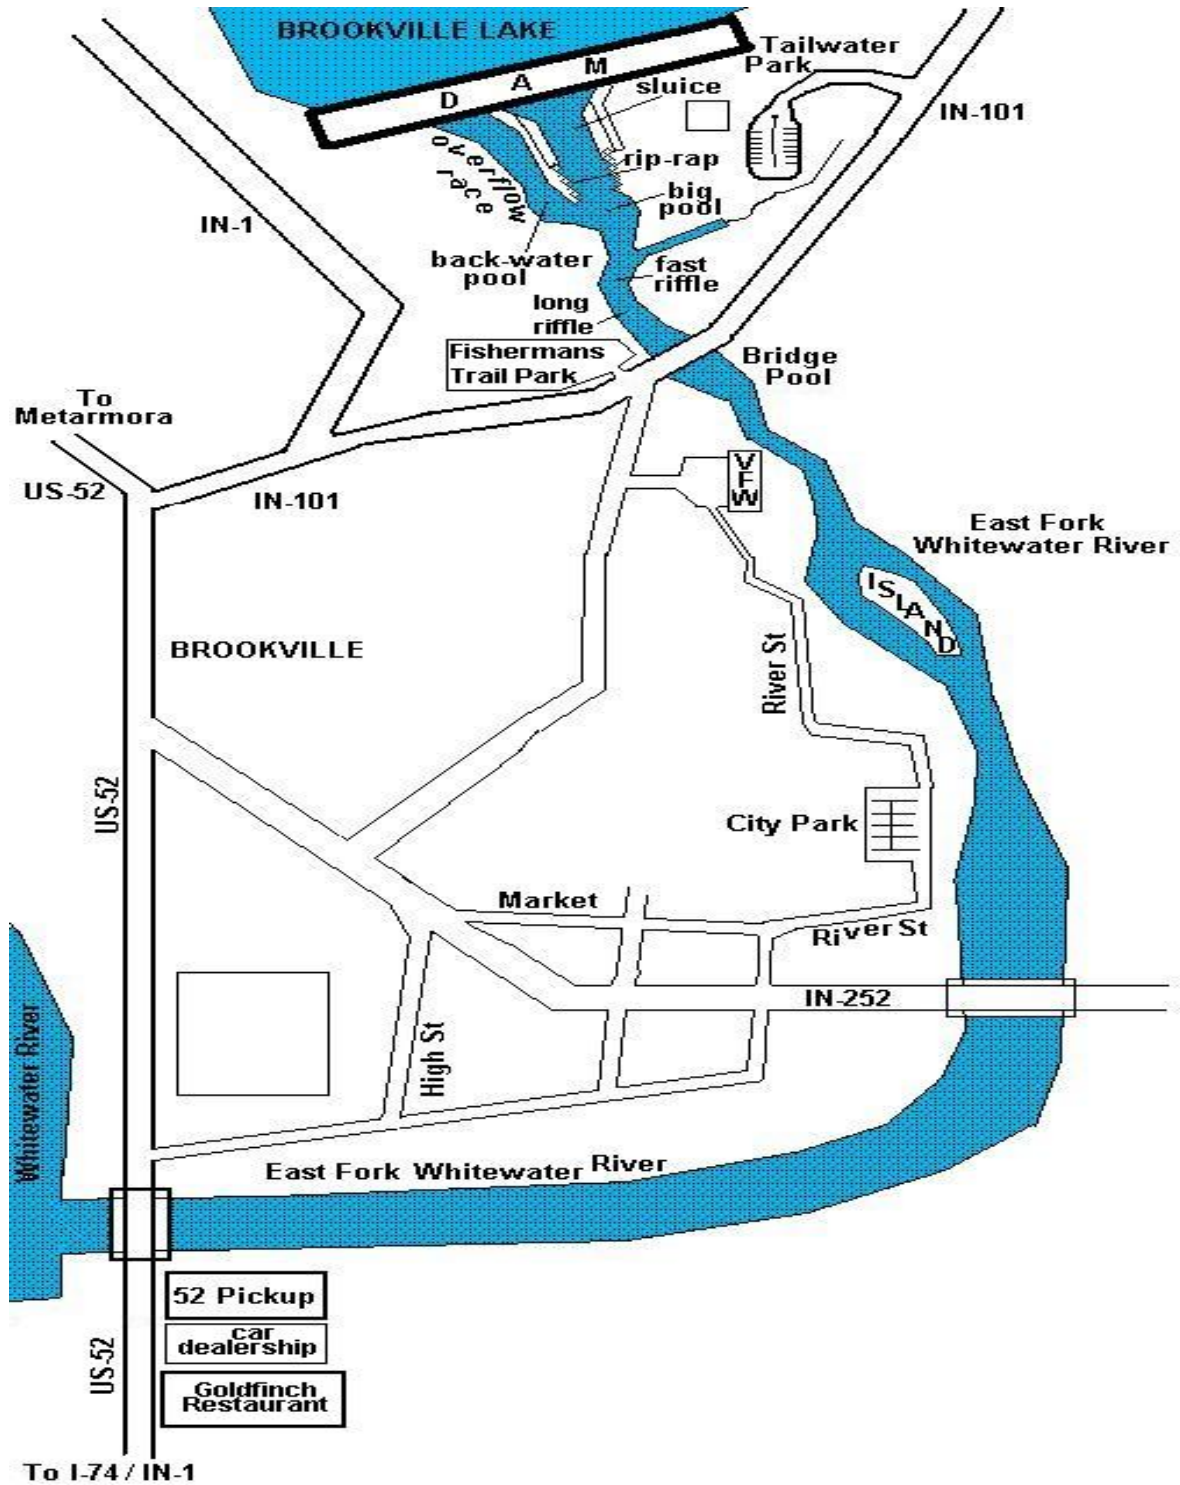 BROOKVILLE LAKE
DAM
Tailwater
Park
sluice
IN-101
rip-rap
overflow
race
big
pool
IN-1
back-water
pool
fast
riffle
long
riffle
Fishermans
Trail Park
Bridge
Pool
To
Metarmora
US-52
IN-101
VFW
East Fork
Whitewater River
ISLAND
BROOKVILLE
River St
US-52
City Park
Market
River St
IN-252
High St
Whitewater River
East Fork Whitewater River
52 Pickup
car
dealership
US-52
Goldfinch
Restaurant
To I-74 / IN-1